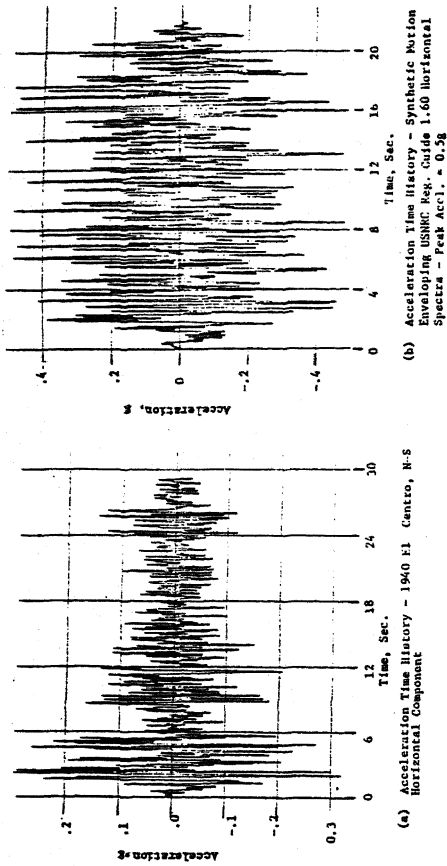 .2
.1
.0
-.1
-.2
0.3
Acceleration,g
0
6
12
18
24
30
Time, Sec.
(a) Acceleration Time History - 1940 El Centro, N-S
Horizontal Component
.4
.2
0
-.2
-.4
Acceleration, g
0
4
8
12
16
20
Time, Sec.
(b) Acceleration Time History - Synthetic Motion
Enveloping USNRC Reg. Guide 1.60 Horizontal
Spectra - Peak Accl. = 0.5g